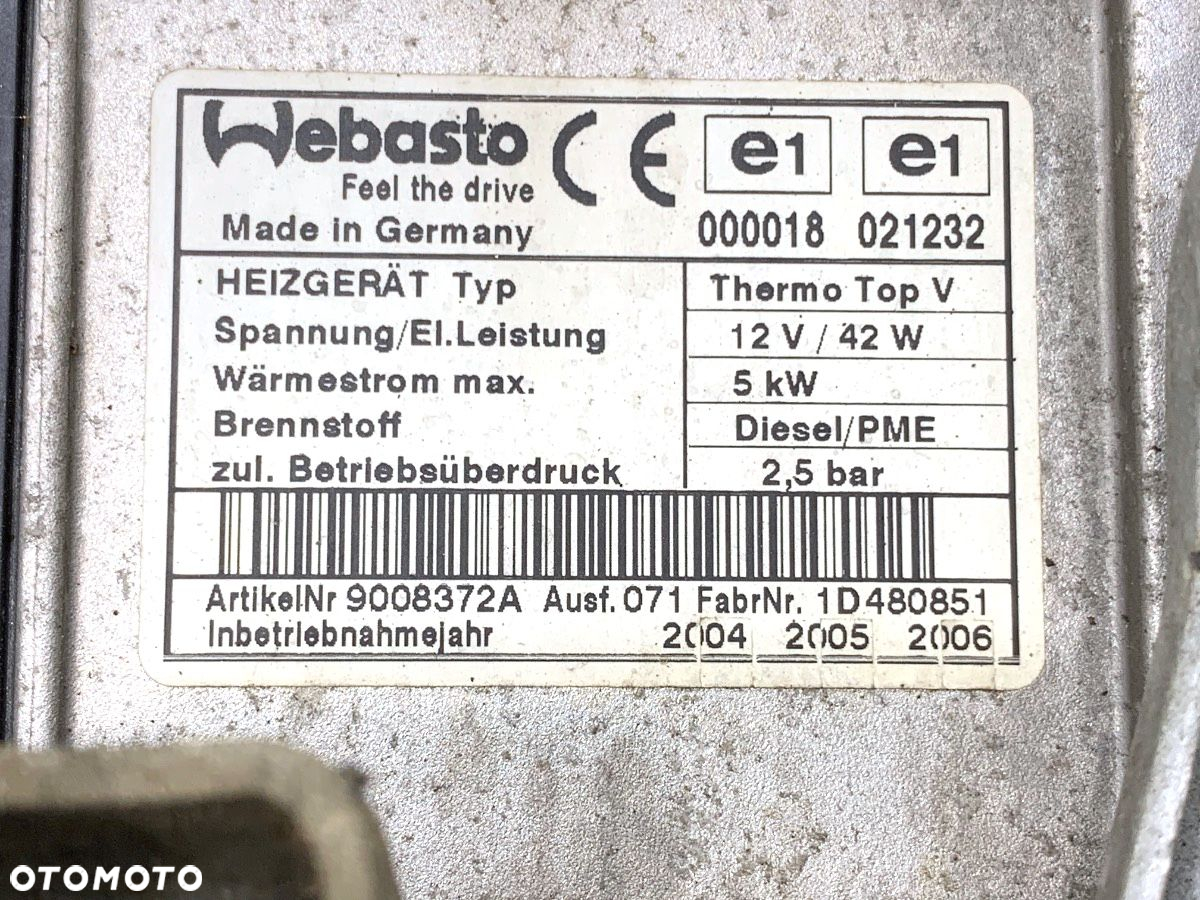 Webasto CE e1 e1
Feel the drive
Made in Germany 000018 021232
HEIZGERÄT Typ Thermo Top V
Spannung/El.Leistung 12 V / 42 W
Wärmestrom max. 5 kW
Brennstoff Diesel/PME
zul. Betriebsüberdruck 2,5 bar
ArtikelNr 9008372A Ausf. 071 FabrNr. 1D480851
Inbetriebnahmejahr 2004 2005 2006
OTOMOTO